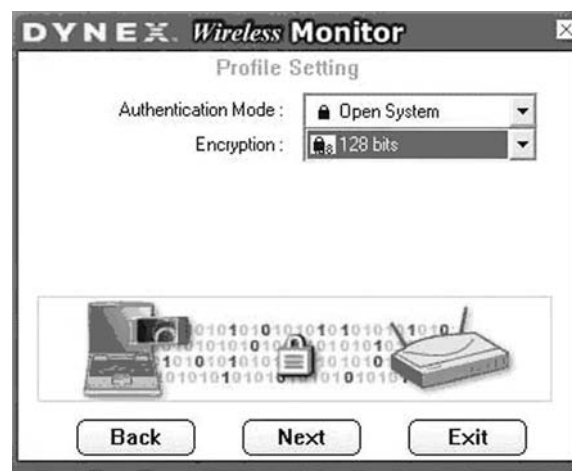 DYNEX Wireless Monitor
Profile Setting
Authentication Mode : Open System
Encryption : 128 bits
Back Next Exit